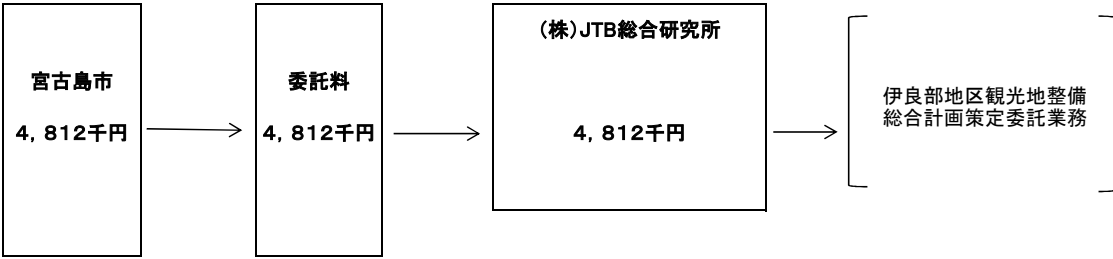 宮古島市
4，812千円
委託料
4，812千円
(株)JTB総合研究所
4，812千円
伊良部地区観光地整備
総合計画策定委託業務